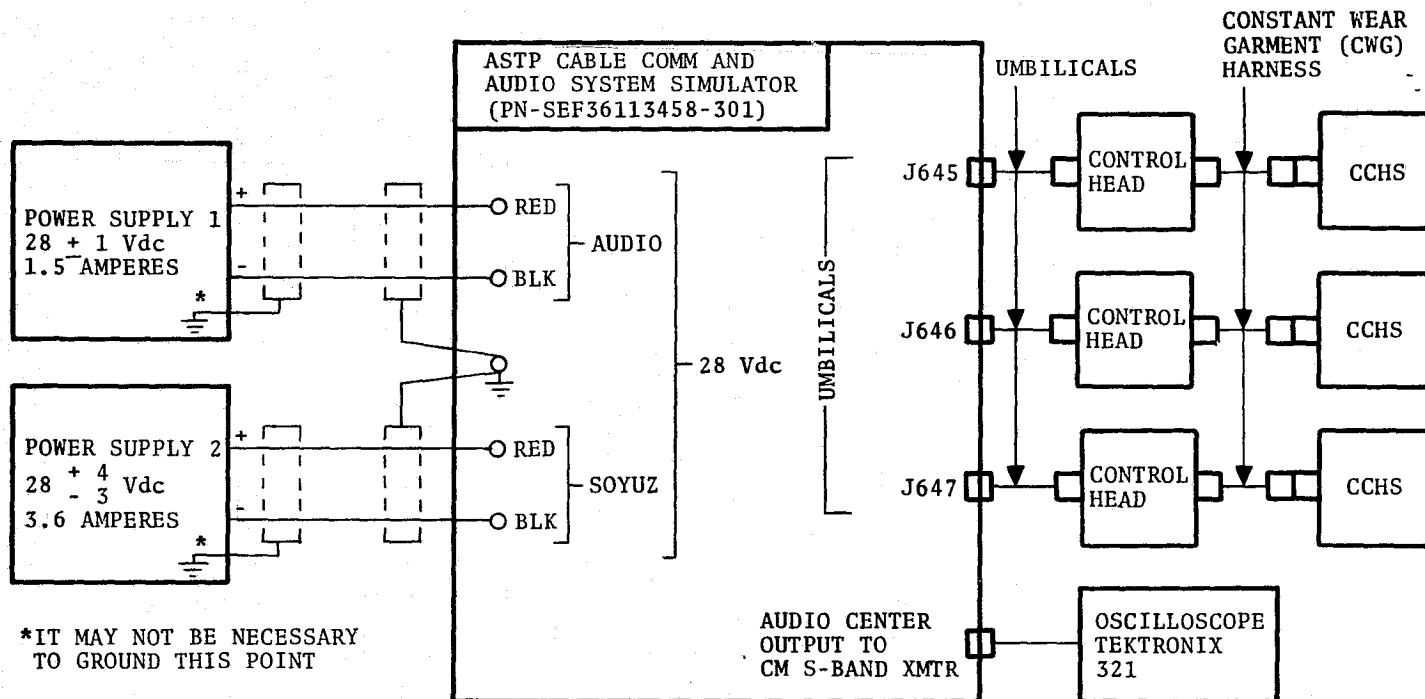 CONSTANT WEAR
GARMENT (CWG)
HARNESS
ASTP CABLE COMM AND
AUDIO SYSTEM SIMULATOR
(PN-SEF36113458-301)
UMBILICALS
POWER SUPPLY 1
28 ± 1 Vdc
1.5 AMPERES
+
-
*
RED
BLK
AUDIO
28 Vdc
POWER SUPPLY 2
28 + 4 - 3 Vdc
3.6 AMPERES
+
-
*
RED
BLK
SOYUZ
UMBILICALS
J645
CONTROL
HEAD
CCHS
J646
CONTROL
HEAD
CCHS
J647
CONTROL
HEAD
CCHS
*IT MAY NOT BE NECESSARY
TO GROUND THIS POINT
AUDIO CENTER
OUTPUT TO
CM S-BAND XMTR
OSCILLOSCOPE
TEKTRONIX
321